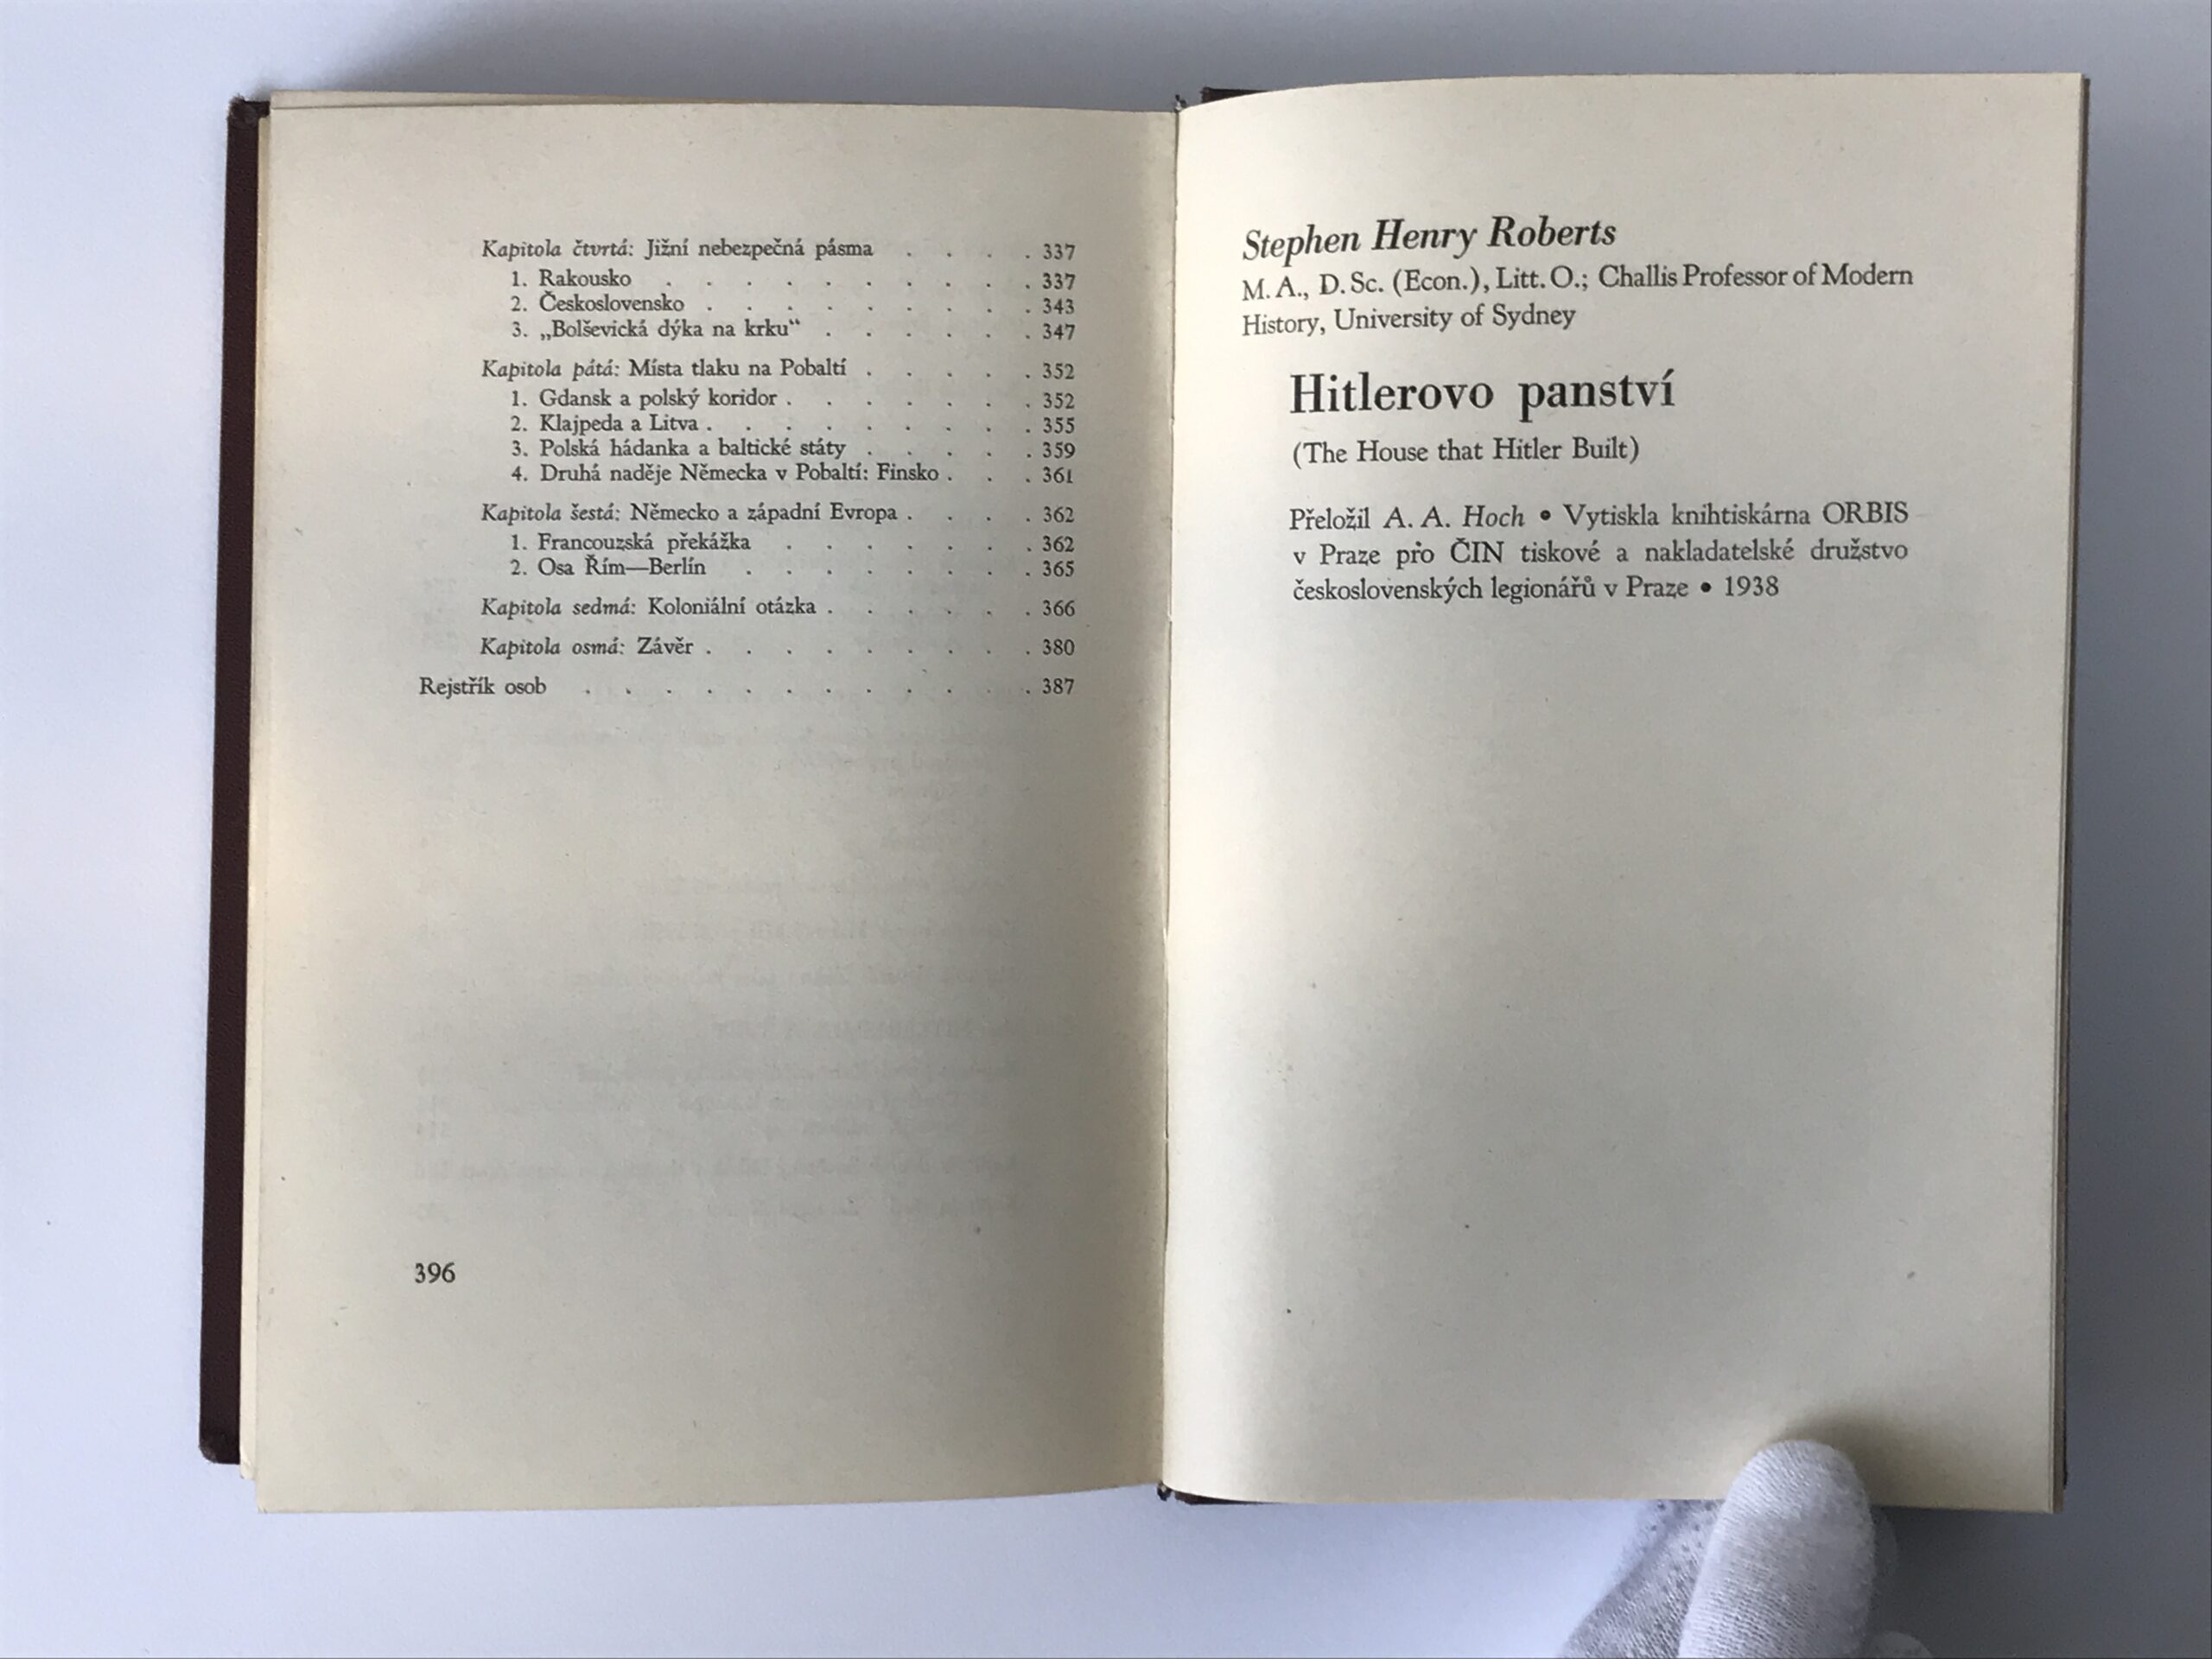 Kapitola čtvrtá: Jižní nebezpečná pásma . . . . 337
1. Rakousko . . . . . . . . . . 337
2. Československo . . . . . . . . . 343
3. „Bolševická dýka na krku“ . . . . . . 347
Kapitola pátá: Místa tlaku na Pobaltí . . . . . 352
1. Gdansk a polský koridor . . . . . . . 352
2. Klajpeda a Litva . . . . . . . . . 355
3. Polská hádanka a baltické státy . . . . . 359
4. Druhá naděje Německa v Pobaltí: Finsko . . . 361
Kapitola šestá: Německo a západní Evropa . . . . 362
1. Francouzská překážka . . . . . . . 362
2. Osa Řím—Berlín . . . . . . . . 365
Kapitola sedmá: Koloniální otázka . . . . . . 366
Kapitola osmá: Závěr . . . . . . . . . 380
Rejstřík osob . . . . . . . . . . . . 387
396
Stephen Henry Roberts
M. A., D. Sc. (Econ.), Litt. O.; Challis Professor of Modern
History, University of Sydney
Hitlerovo panství
(The House that Hitler Built)
Přeložil A. A. Hoch • Vytiskla knihtiskárna ORBIS
v Praze pro ČIN tiskové a nakladatelské družstvo
československých legionářů v Praze • 1938